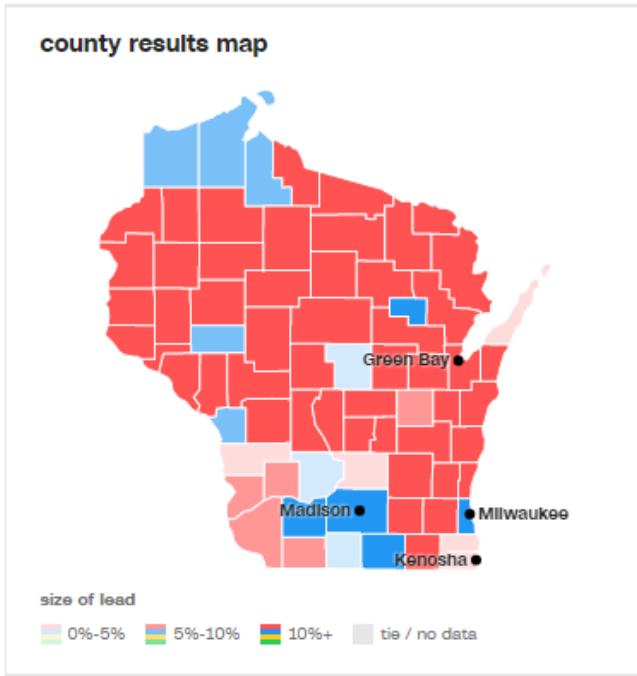 county results map
Green Bay
Madison
Milwaukee
Kenosha
size of lead
0%-5% 5%-10% 10%+ tie / no data